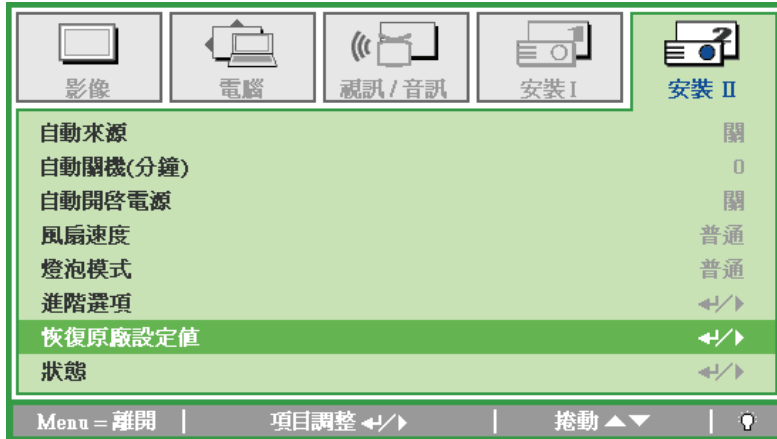 影像 電腦 視訊 / 音訊 安裝 I 安裝 II
自動來源 關
自動關機(分鐘) 0
自動開啓電源 關
風扇速度 普通
燈泡模式 普通
進階選項
恢復原廠設定值
狀態
Menu = 離開 項目調整 捲動